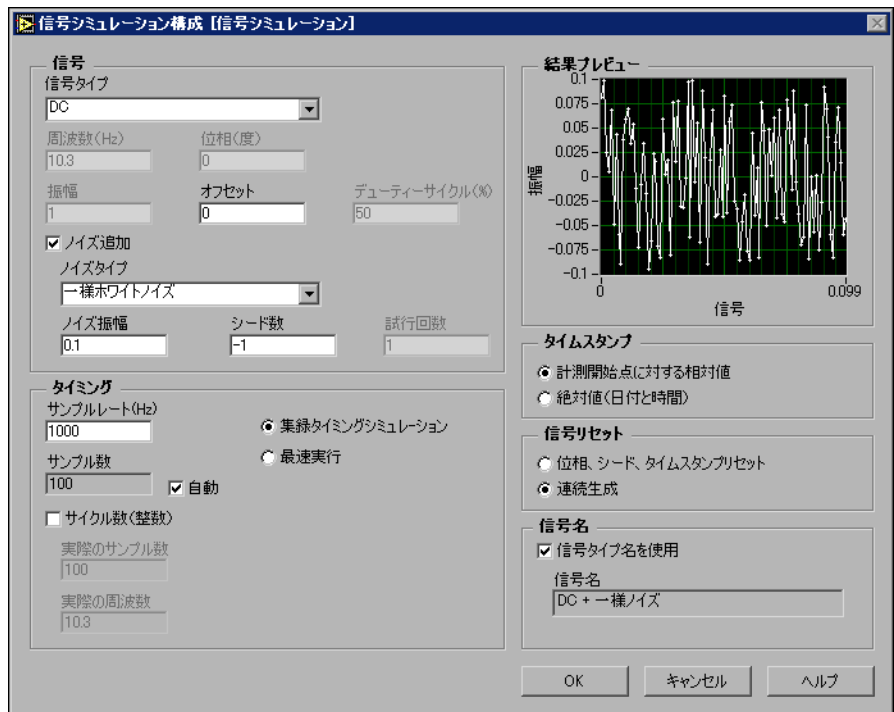 信号シミュレーション構成 [信号シミュレーション]
信号
信号タイプ
DC
周波数(Hz)
位相(度)
10.3
0
振幅
オフセット
デューティーサイクル(%)
1
0
50
ノイズ追加
ノイズタイプ
一様ホワイトノイズ
ノイズ振幅
シード数
試行回数
0.1
-1
1
タイミング
サンプルレート(Hz)
1000
集録タイミングシミュレーション
最速実行
サンプル数
100
自動
サイクル数(整数)
実際のサンプル数
100
実際の周波数
10.3
結果プレビュー
0.1
0.075
0.05
0.025
0
-0.025
-0.05
-0.075
-0.1
振幅
0
0.099
信号
タイムスタンプ
計測開始点に対する相対値
絶対値(日付と時間)
信号リセット
位相、シード、タイムスタンプリセット
連続生成
信号名
信号タイプ名を使用
信号名
DC + 一様ノイズ
OK
キャンセル
ヘルプ